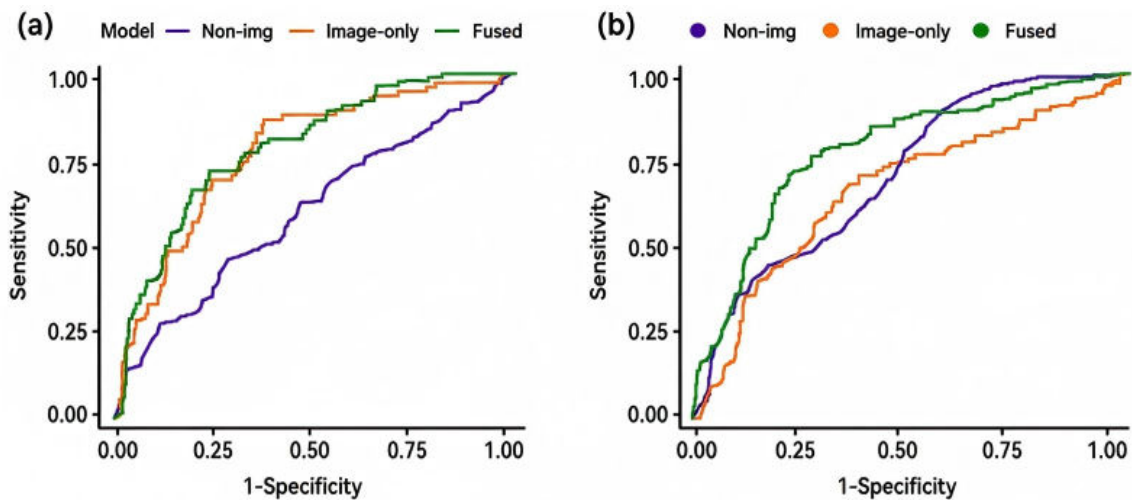 (a) Model Non-img Image-only Fused
1.00
0.75
0.50
0.25
0.00
Sensitivity
0.00 0.25 0.50 0.75 1.00
1-Specificity
(b) Non-img Image-only Fused
1.00
0.75
0.50
0.25
0.00
Sensitivity
0.00 0.25 0.50 0.75 1.00
1-Specificity